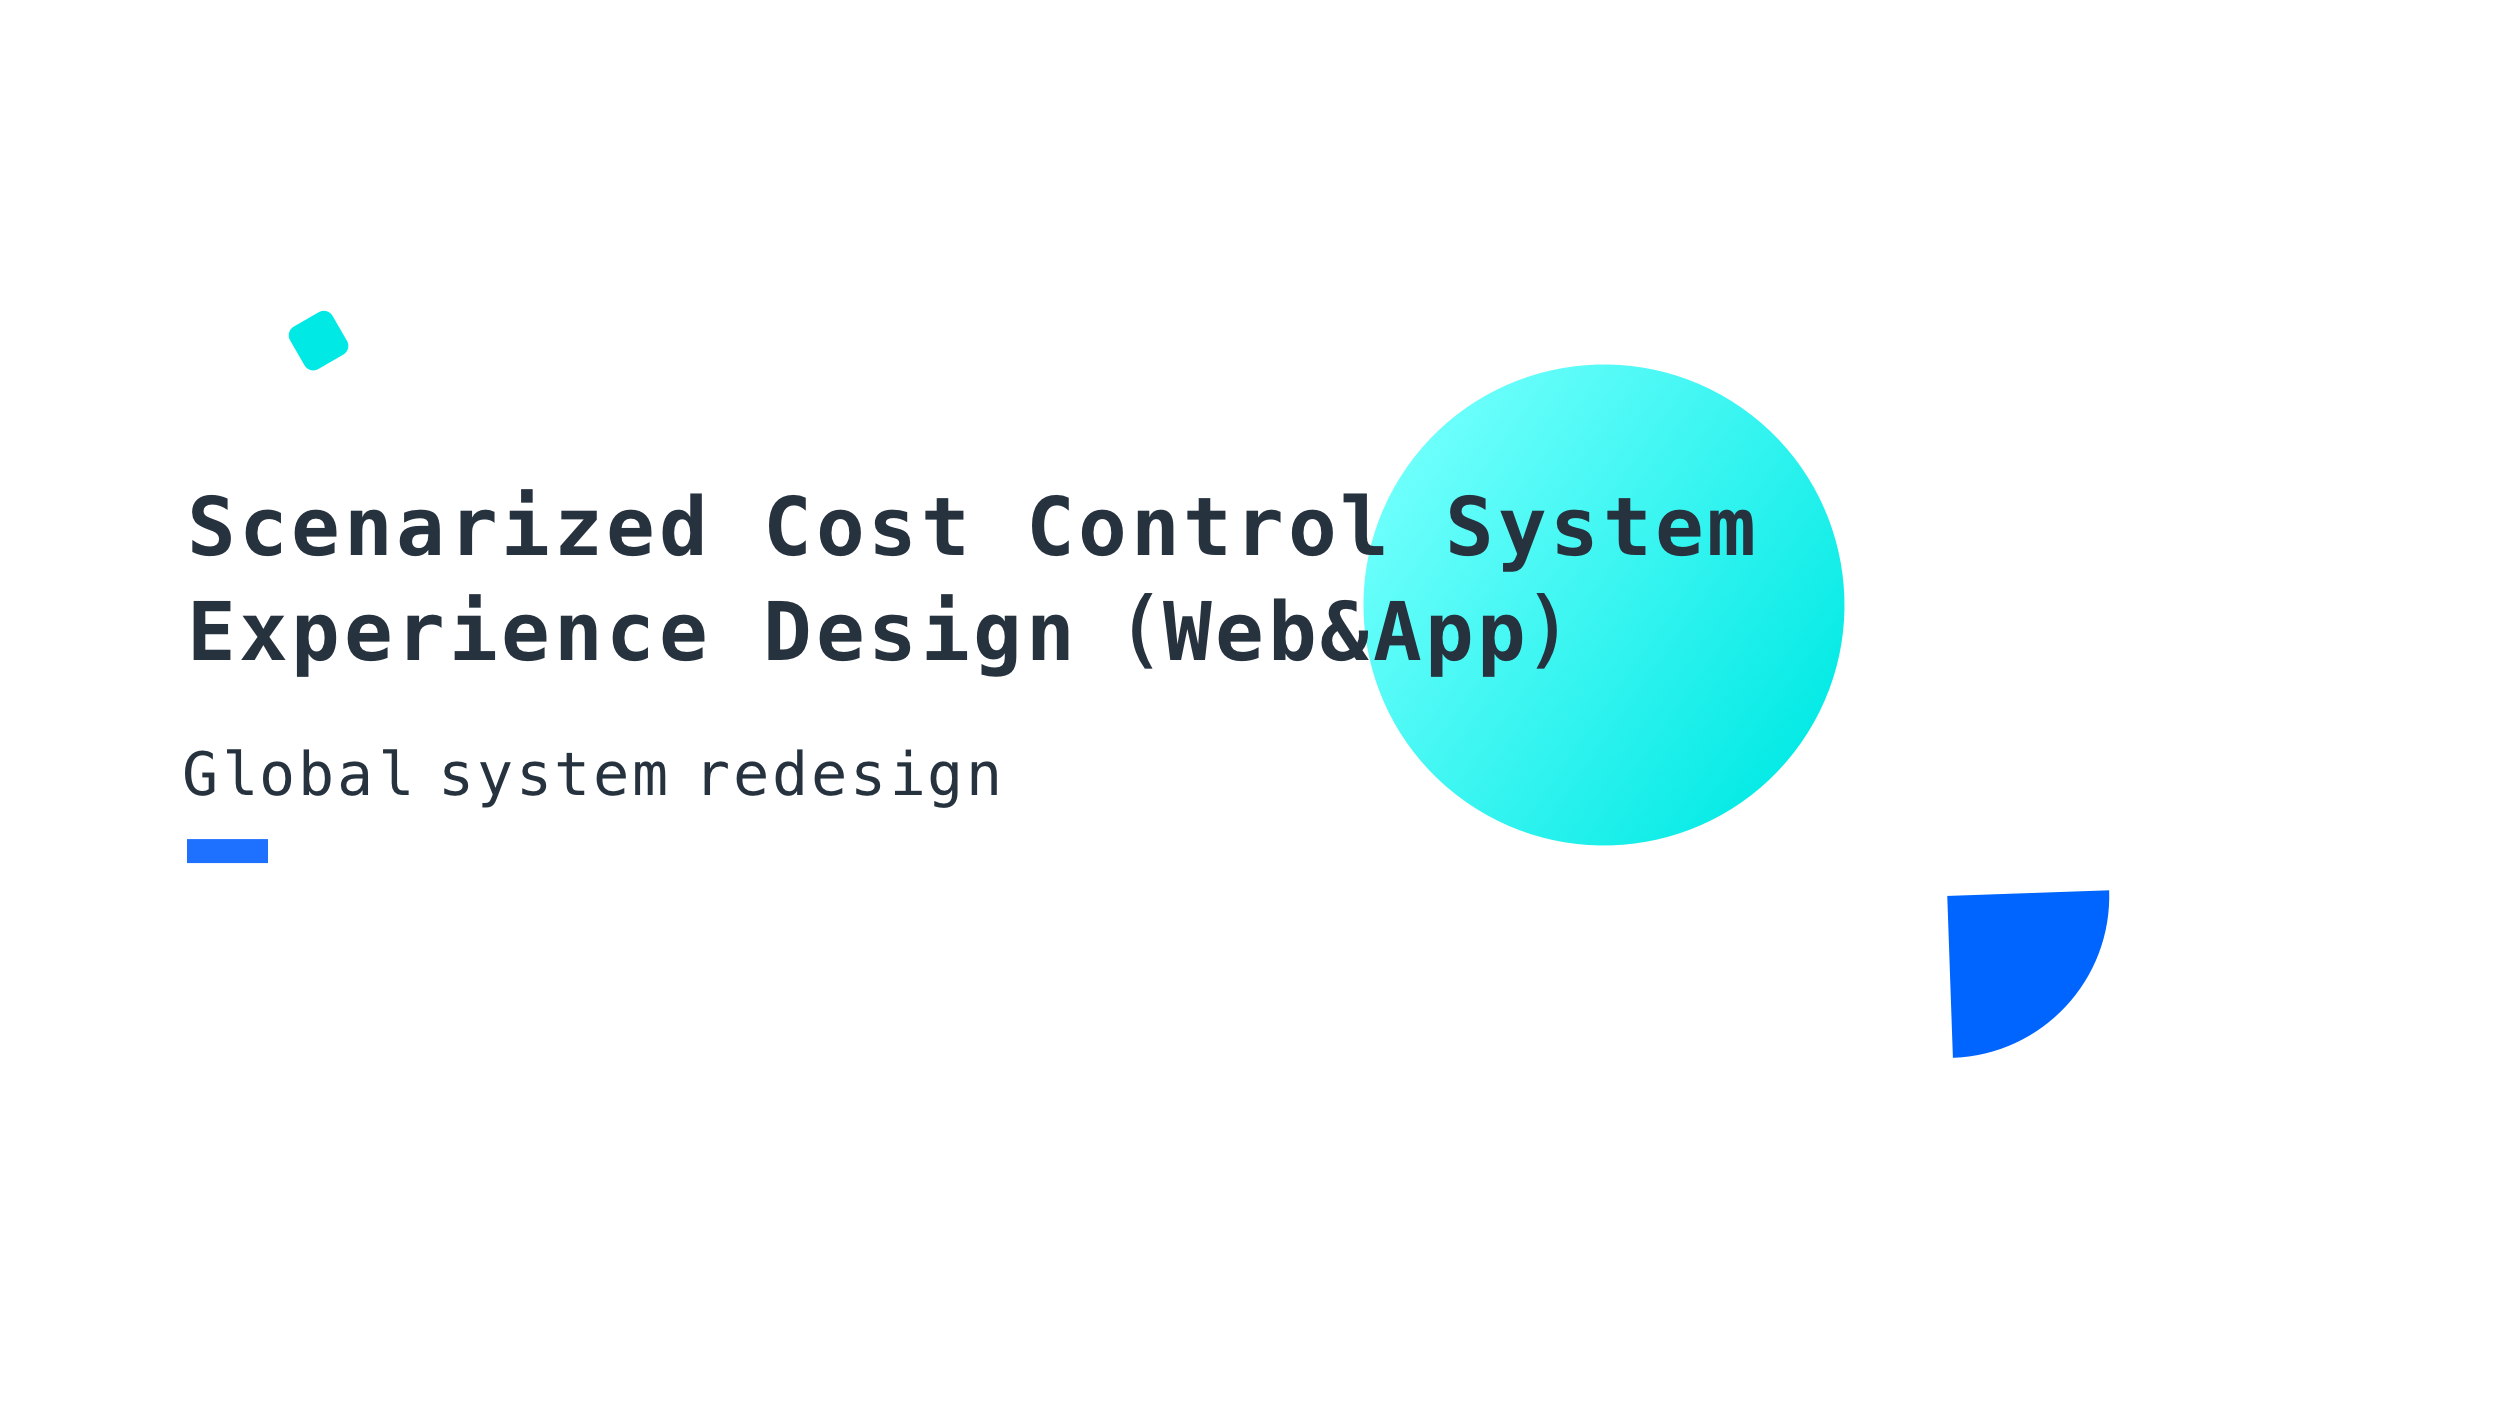 Scenarized Cost Control System
Experience Design（Web&App）
Global system redesign